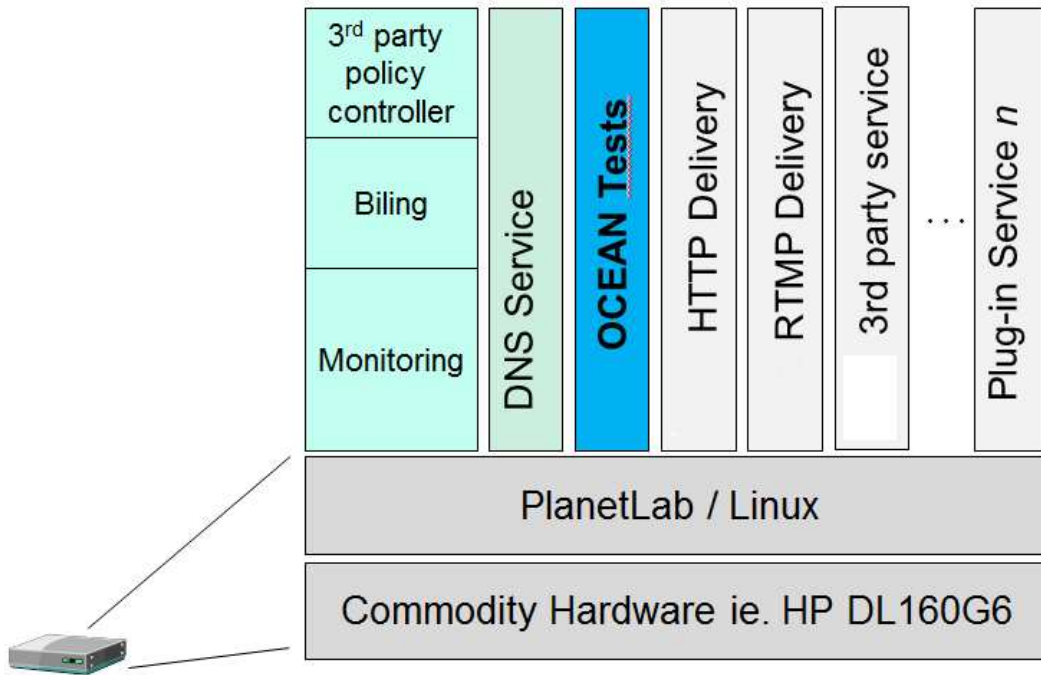 3rd party
policy
controller
Biling
Monitoring
DNS Service
OCEAN Tests
HTTP Delivery
RTMP Delivery
3rd party service
...
Plug-in Service n
PlanetLab / Linux
Commodity Hardware ie. HP DL160G6